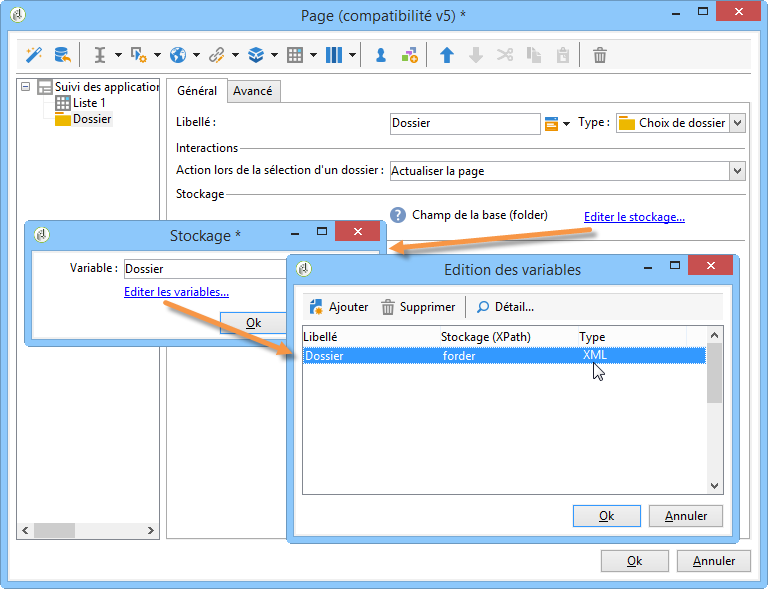 Page (compatibilité v5) *
Suivi des application
Liste 1
Dossier
Général Avancé
Libellé : Dossier Type : Choix de dossier
Interactions
Action lors de la sélection d'un dossier : Actualiser la page
Stockage
Champ de la base (folder) Editer le stockage...
Stockage *
Variable : Dossier
Editer les variables...
Ok
Edition des variables
Ajouter Supprimer Détail...
Libellé Stockage (XPath) Type
Dossier forder XML
Ok Annuler
Ok Annuler